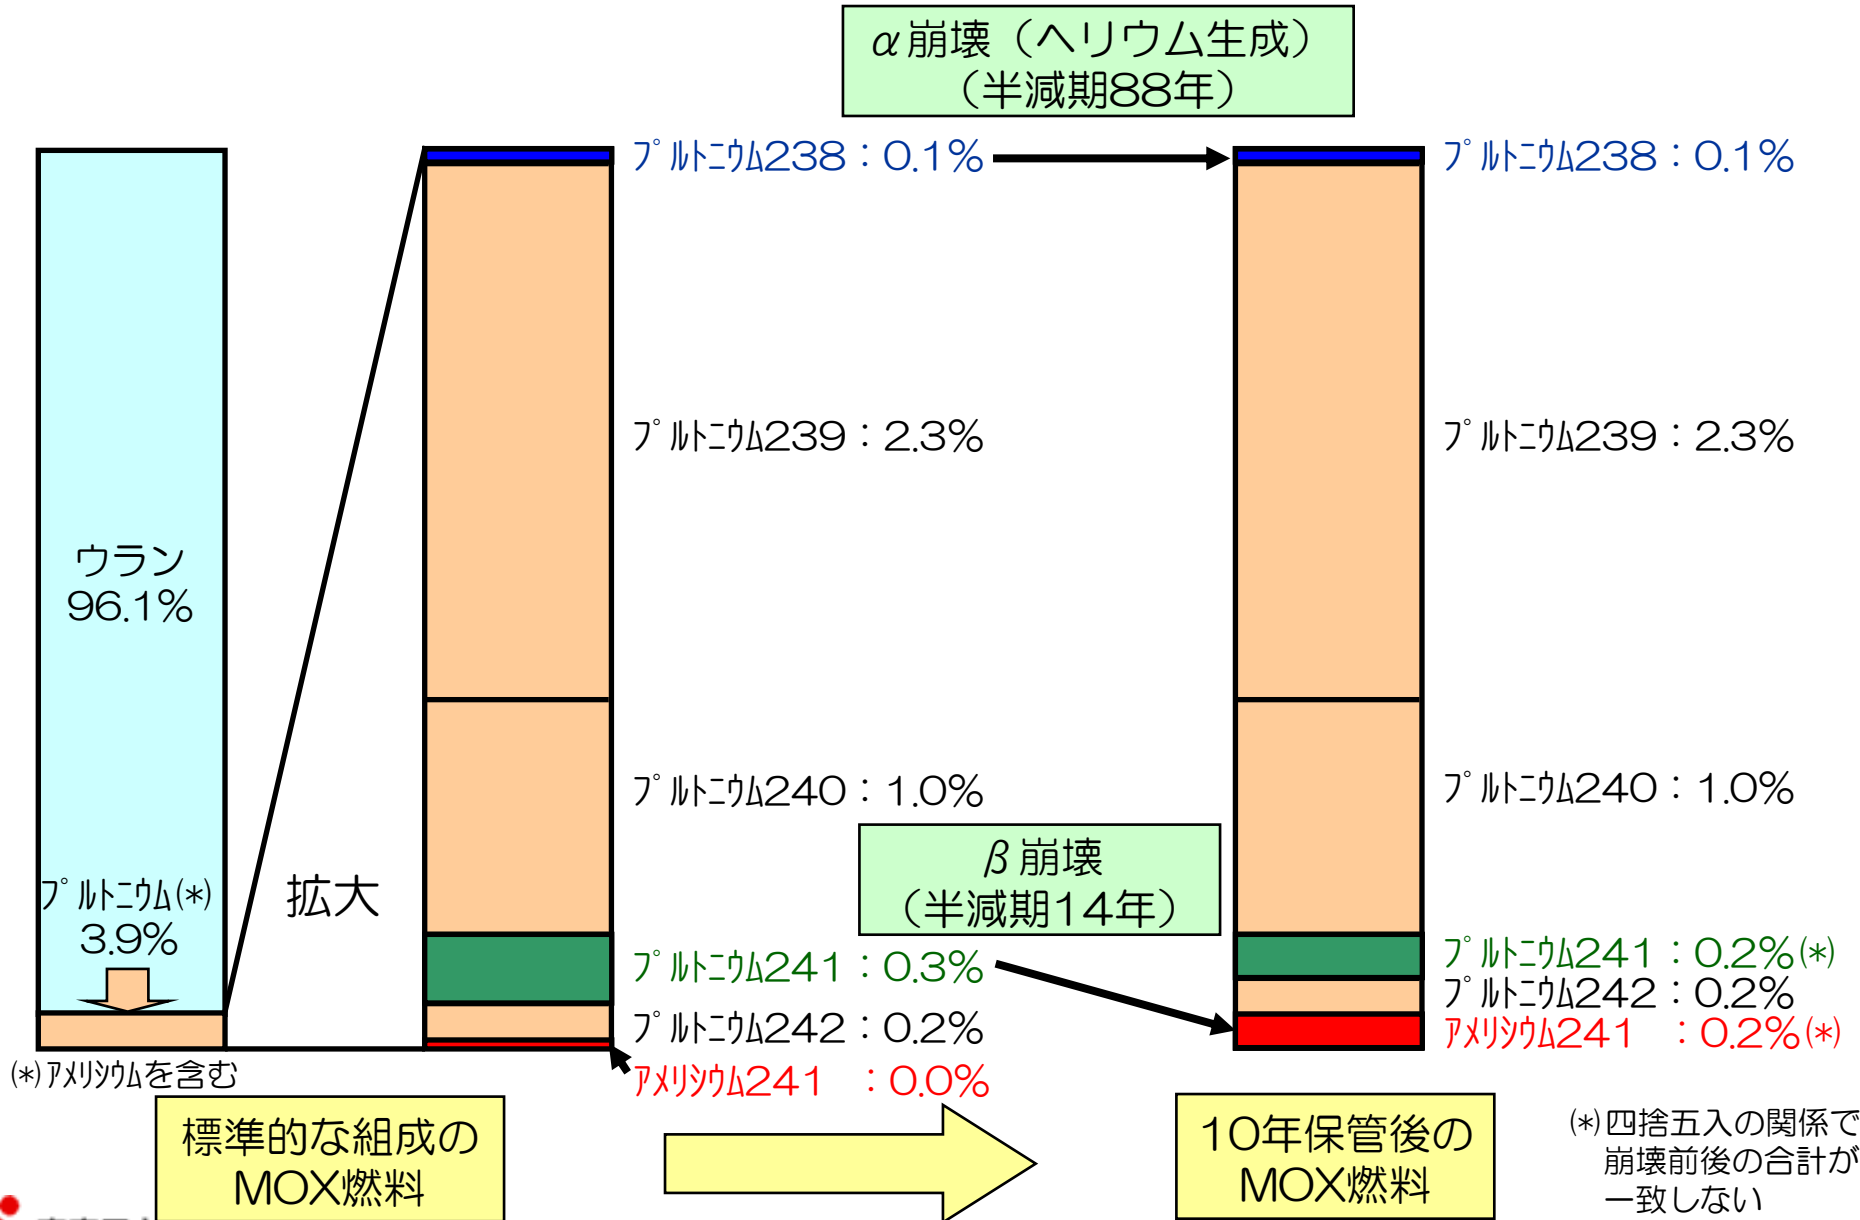 α崩壊（ヘリウム生成）
（半減期88年）
ウラン
96.1%
ﾌﾟﾙﾄﾆｳﾑ(*)
3.9%
(*)ｱﾒﾘｼｳﾑを含む
拡大
ﾌﾟﾙﾄﾆｳﾑ238：0.1%
ﾌﾟﾙﾄﾆｳﾑ239：2.3%
ﾌﾟﾙﾄﾆｳﾑ240：1.0%
ﾌﾟﾙﾄﾆｳﾑ241：0.3%
ﾌﾟﾙﾄﾆｳﾑ242：0.2%
ｱﾒﾘｼｳﾑ241　：0.0%
β崩壊
（半減期14年）
ﾌﾟﾙﾄﾆｳﾑ238：0.1%
ﾌﾟﾙﾄﾆｳﾑ239：2.3%
ﾌﾟﾙﾄﾆｳﾑ240：1.0%
ﾌﾟﾙﾄﾆｳﾑ241：0.2%(*)
ﾌﾟﾙﾄﾆｳﾑ242：0.2%
ｱﾒﾘｼｳﾑ241　：0.2%(*)
標準的な組成の
MOX燃料
10年保管後の
MOX燃料
(*)四捨五入の関係で
崩壊前後の合計が
一致しない